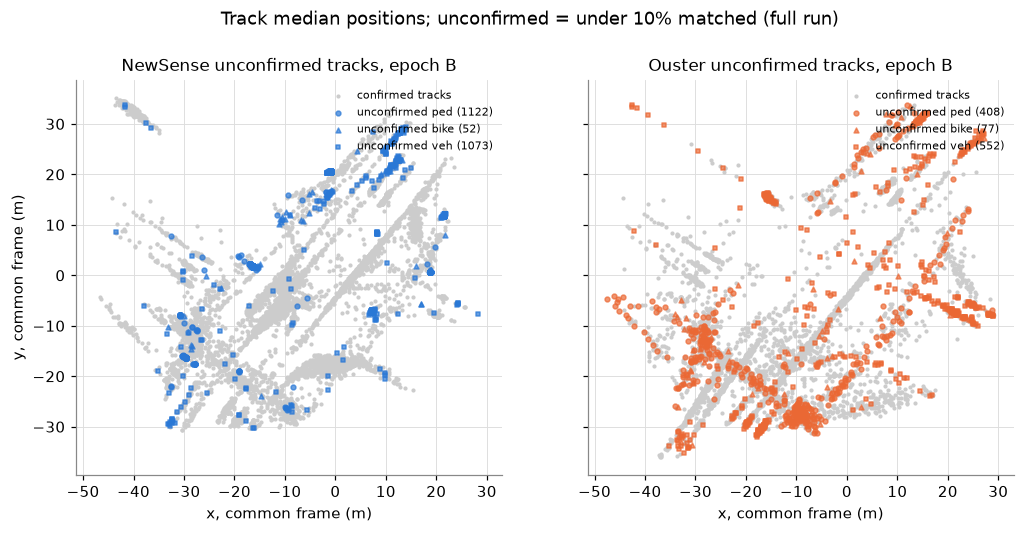 Track median positions; unconfirmed = under 10% matched (full run)
NewSense unconfirmed tracks, epoch B
confirmed tracks
unconfirmed ped (1122)
unconfirmed bike (52)
unconfirmed veh (1073)
30
20
10
0
−10
−20
−30
y, common frame (m)
−50 −40 −30 −20 −10 0 10 20 30
x, common frame (m)
Ouster unconfirmed tracks, epoch B
confirmed tracks
unconfirmed ped (408)
unconfirmed bike (77)
unconfirmed veh (552)
−50 −40 −30 −20 −10 0 10 20 30
x, common frame (m)